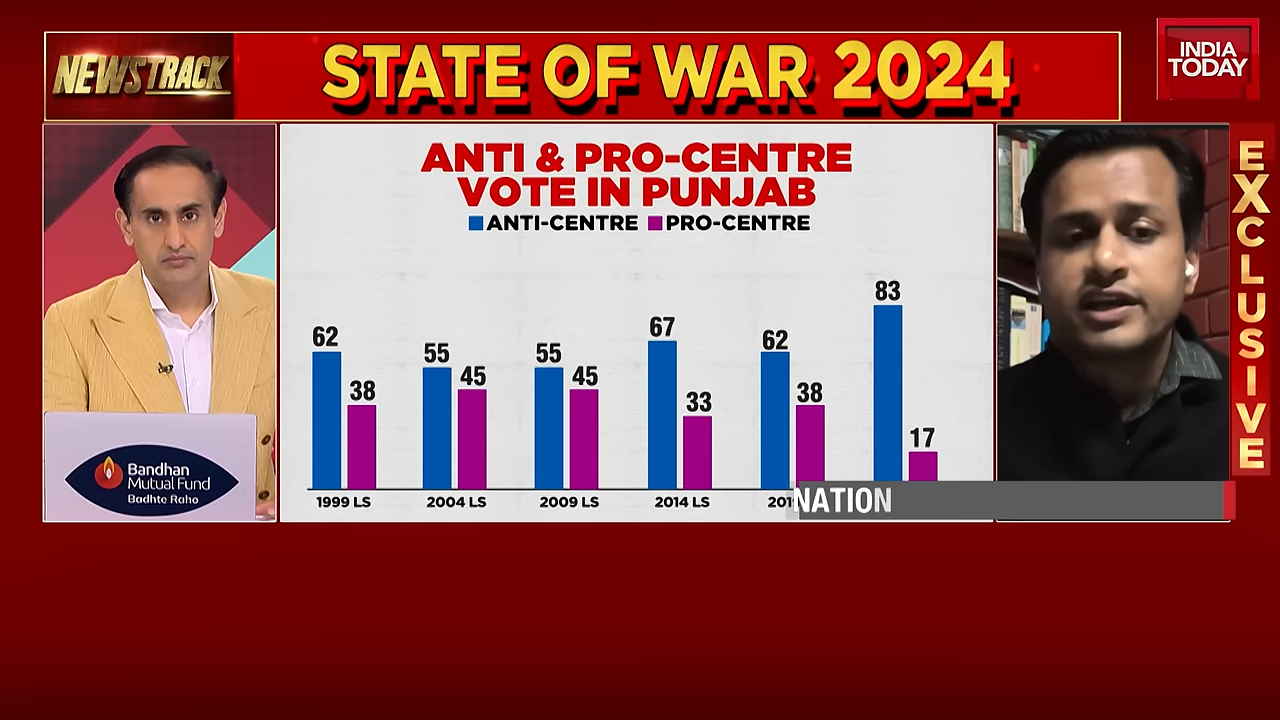 NEWSTRACK
STATE OF WAR 2024
INDIA
TODAY
ANTI & PRO-CENTRE
VOTE IN PUNJAB
ANTI-CENTRE PRO-CENTRE
62 38 55 45 55 45 67 33 62 38 83 17
1999 LS 2004 LS 2009 LS 2014 LS 201
NATION
Bandhan
Mutual Fund
Badhte Raho
EXCLUSIVE